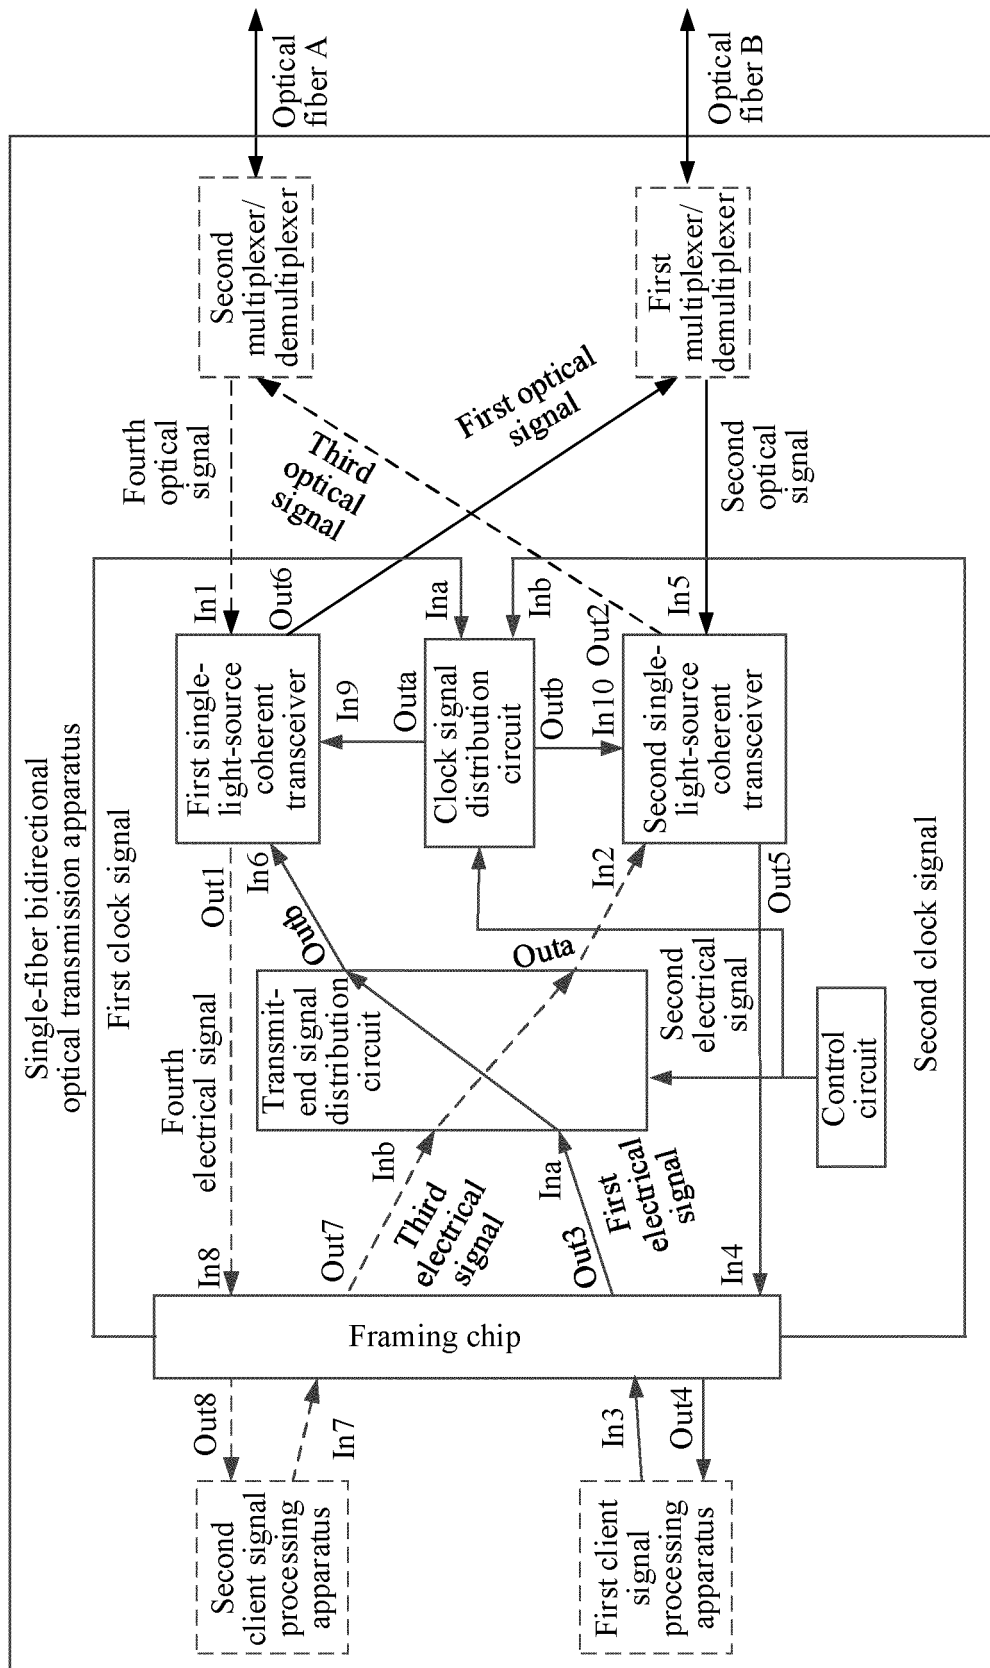 Single-fiber bidirectional
optical transmission apparatus
First clock signal
Second
client signal
processing
apparatus
Out8
In7
First client
signal
processing
apparatus
In3
Out4
Framing chip
In8
Fourth
electrical signal
Out1
Out7
Third
electrical
signal
Inb
Out3
First
electrical
signal
Ina
In4
Second
electrical
signal
Out5
Transmit-
end signal
distribution
circuit
Outb
In6
Outa
In2
Control
circuit
Second clock signal
First single-
light-source
coherent
transceiver
In1
Out6
In9
Outa
Clock signal
distribution
circuit
Ina
Inb
Outb
In10
Out2
Second single-
light-source
coherent
transceiver
In5
Fourth
optical
signal
Third
optical
signal
First optical
signal
Second
optical
signal
Second
multiplexer/
demultiplexer
First
multiplexer/
demultiplexer
Optical
fiber A
Optical
fiber B